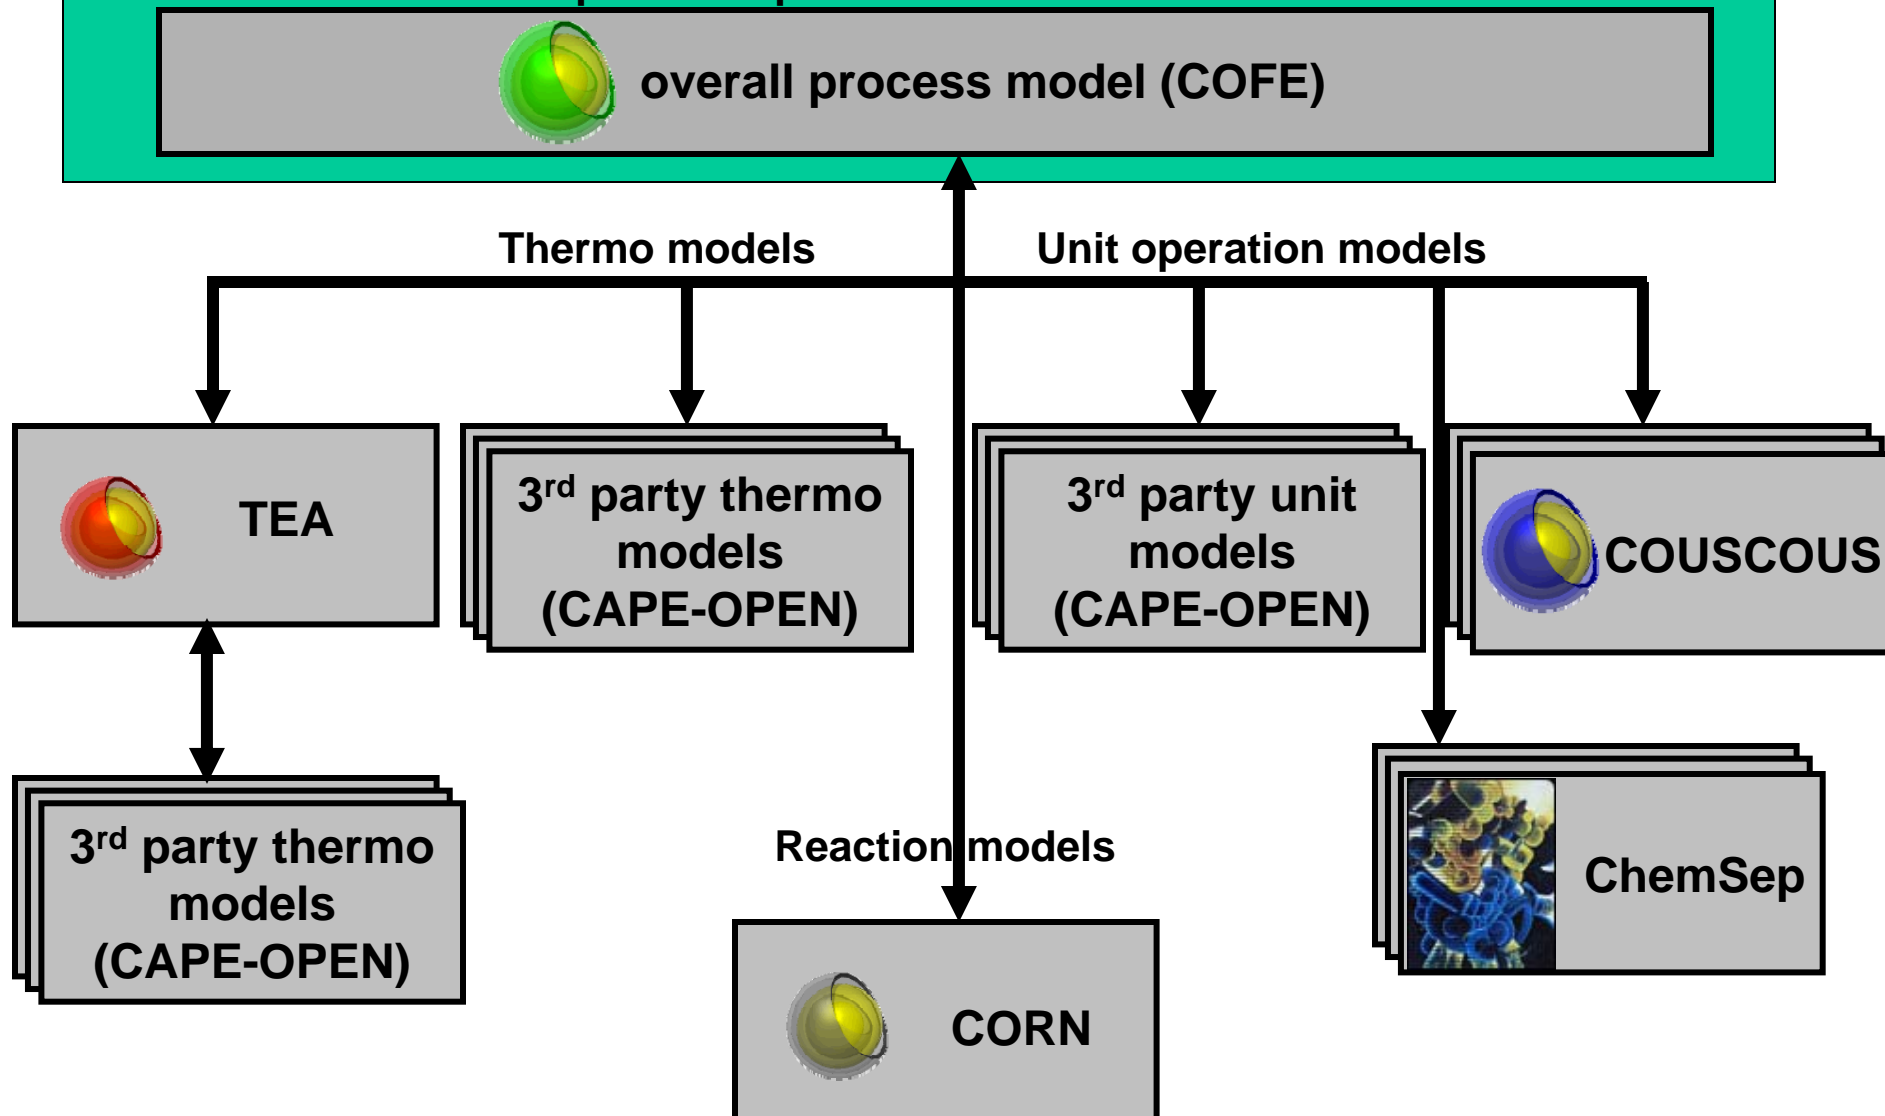 overall process model (COFE)
Thermo models
Unit operation models
TEA
3rd party thermo
models
(CAPE-OPEN)
3rd party unit
models
(CAPE-OPEN)
COUSCOUS
3rd party thermo
models
(CAPE-OPEN)
Reaction models
ChemSep
CORN